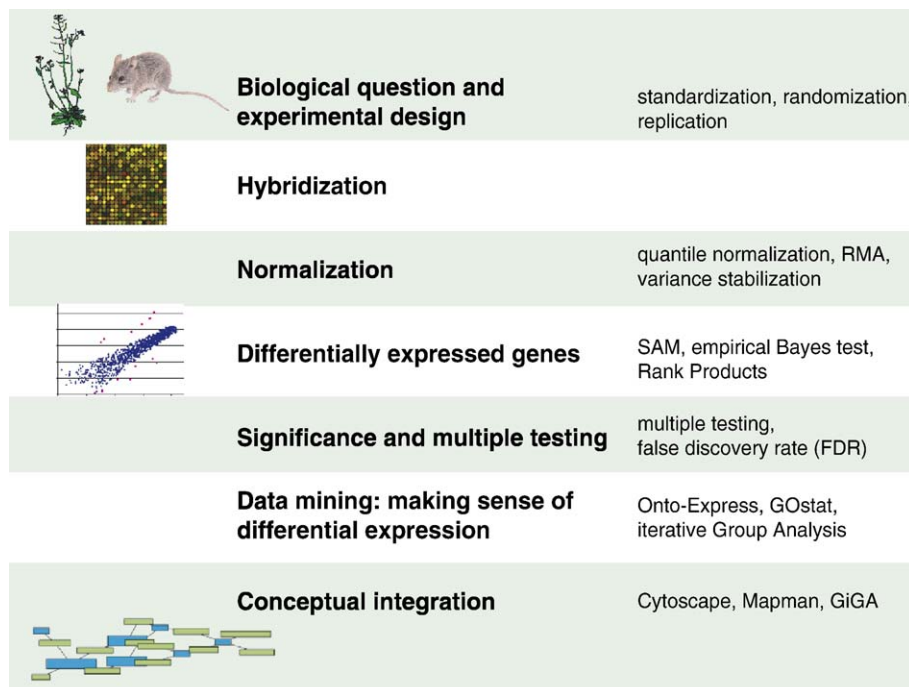 Biological question and
experimental design
standardization, randomization,
replication
Hybridization
Normalization
quantile normalization, RMA,
variance stabilization
Differentially expressed genes
SAM, empirical Bayes test,
Rank Products
Significance and multiple testing
multiple testing,
false discovery rate (FDR)
Data mining: making sense of
differential expression
Onto-Express, GOstat,
iterative Group Analysis
Conceptual integration
Cytoscape, Mapman, GiGA